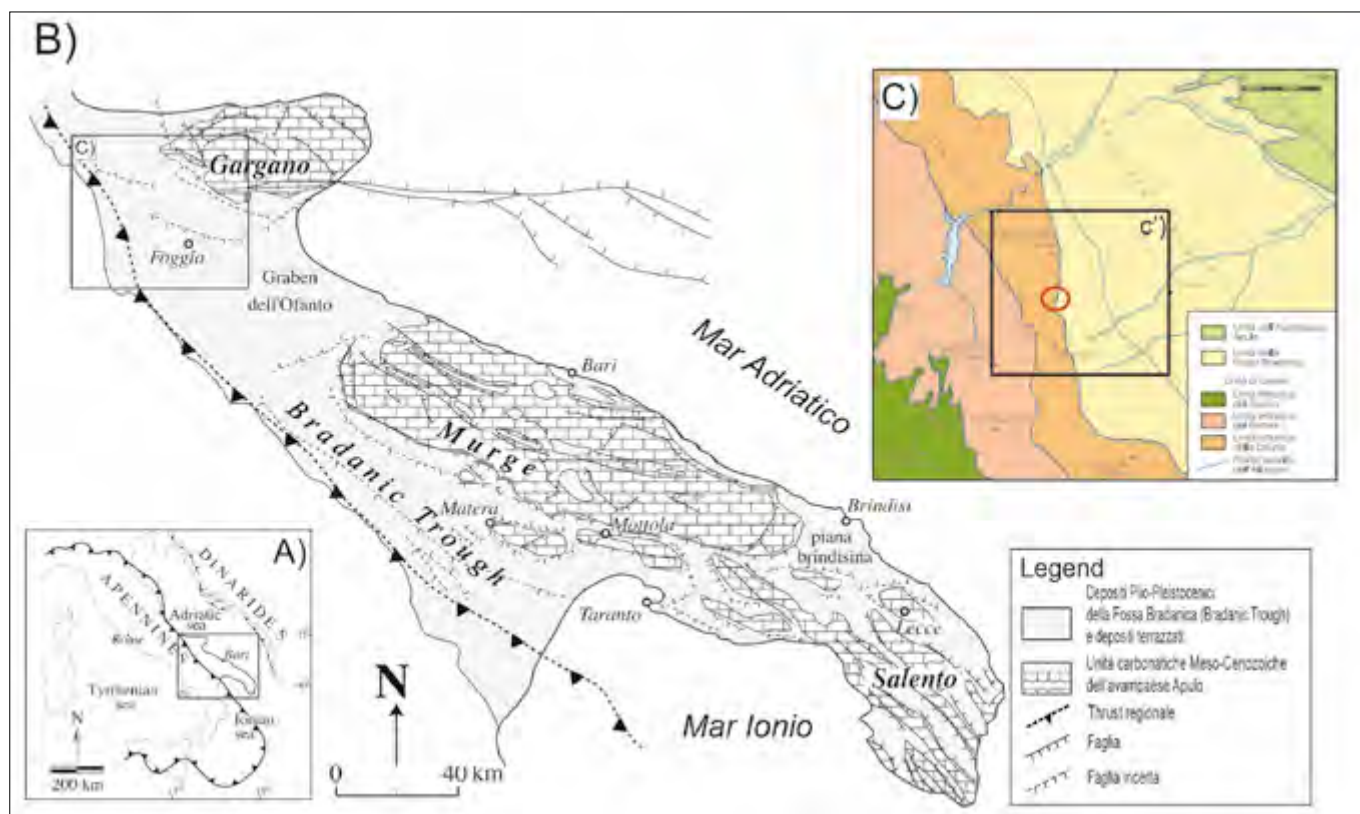 B)
C)
Gargano
C)
c')
Foggia
Graben
dell'Ofanto
Mar Adriatico
Bari
Bradanic Trough
Murge
Matera
Mottola
Brindisi
piana
brindisina
Taranto
Lecce
Salento
Mar Ionio
N
0 40 km
A)
DINARIDES
APENNINES
Adriatic
sea
Rome
Bari
Tyrrhenian
sea
Ionian
sea
N
200 km
Legend
Depositi Plio-Pleistocenici
della Fossa Bradanica (Bradanic Trough)
e depositi terrazzati
Unità carbonatiche Meso-Cenozoiche
dell'avampaese Apulo
Thrust regionale
Faglia
Faglia incerta